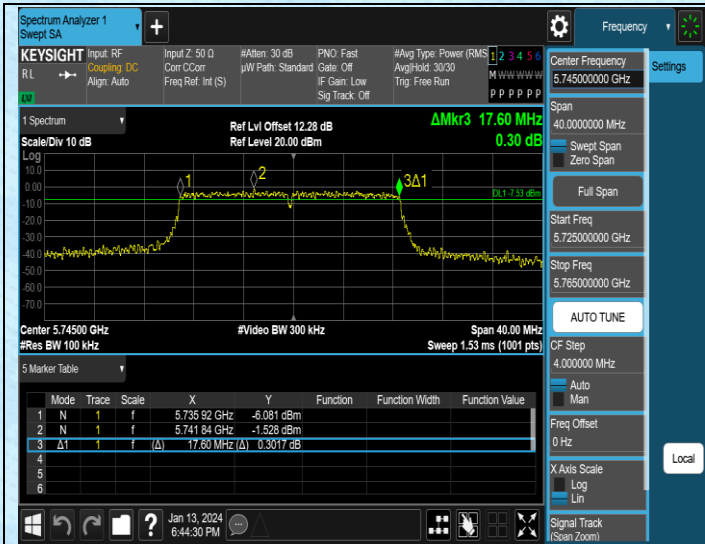 Spectrum Analyzer 1
Swept SA
+
Frequency
KEYSIGHT
RL
LXI
Input: RF
Coupling: DC
Align: Auto
Input Z: 50 Ω
Corr CCorr
Freq Ref: Int (S)
#Atten: 30 dB
µW Path: Standard
PNO: Fast
Gate: Off
IF Gain: Low
Sig Track: Off
#Avg Type: Power (RMS
Avg|Hold: 30/30
Trig: Free Run
1 2 3 4 5 6
M W W W W W
P P P P P P
1 Spectrum
Scale/Div 10 dB
Ref Lvl Offset 12.28 dB
Ref Level 20.00 dBm
ΔMkr3 17.60 MHz
0.30 dB
Log
10.0
0.00
-10.0
-20.0
-30.0
-40.0
-50.0
-60.0
-70.0
1
2
3Δ1
DL1 -7.53 dBm
Center 5.74500 GHz
#Res BW 100 kHz
#Video BW 300 kHz
Span 40.00 MHz
Sweep 1.53 ms (1001 pts)
5 Marker Table
Mode Trace Scale X Y Function Function Width Function Value
1 N 1 f 5.735 92 GHz -6.081 dBm
2 N 1 f 5.741 84 GHz -1.528 dBm
3 Δ1 1 f (Δ) 17.60 MHz (Δ) 0.3017 dB
4
5
6
?
Jan 13, 2024
6:44:30 PM
Center Frequency
5.745000000 GHz
Span
40.0000000 MHz
Swept Span
Zero Span
Full Span
Start Freq
5.725000000 GHz
Stop Freq
5.765000000 GHz
AUTO TUNE
CF Step
4.000000 MHz
Auto
Man
Freq Offset
0 Hz
X Axis Scale
Log
Lin
Signal Track
(Span Zoom)
Settings
Local